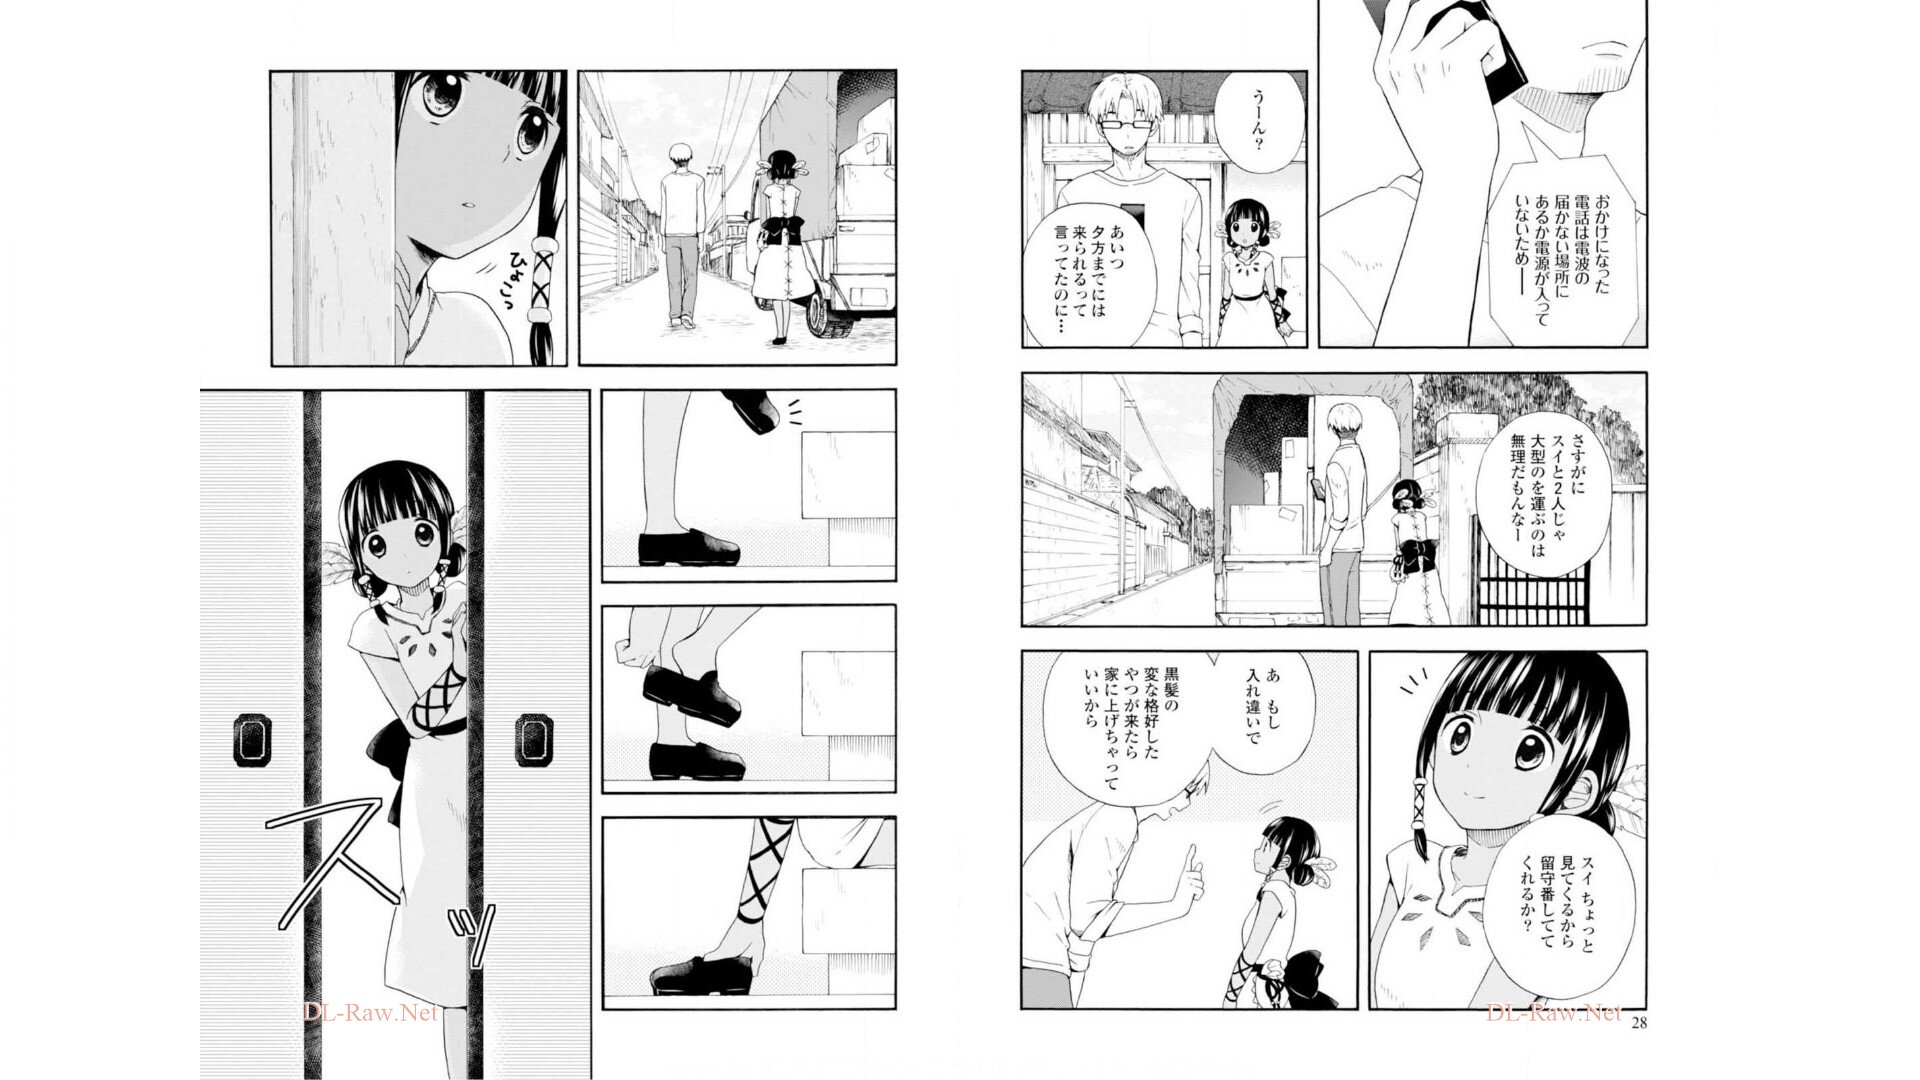 おかけになった
電話は電波の
届かない場所に
あるか電源が入って
いないため──
うーん?
あいつ
夕方までには
来られるって
言ってたのに…
さすがに
スイと2人じゃ
大型のを運ぶのは
無理だもんなー
スイ ちょっと
見てくるから
留守番してて
くれるか?
あ もし
入れ違いで
黒髪の
変な格好した
やつが来たら
家に上げちゃって
いいから
DL-Raw.Net
28
ひょこっ
スッ
DL-Raw.Net